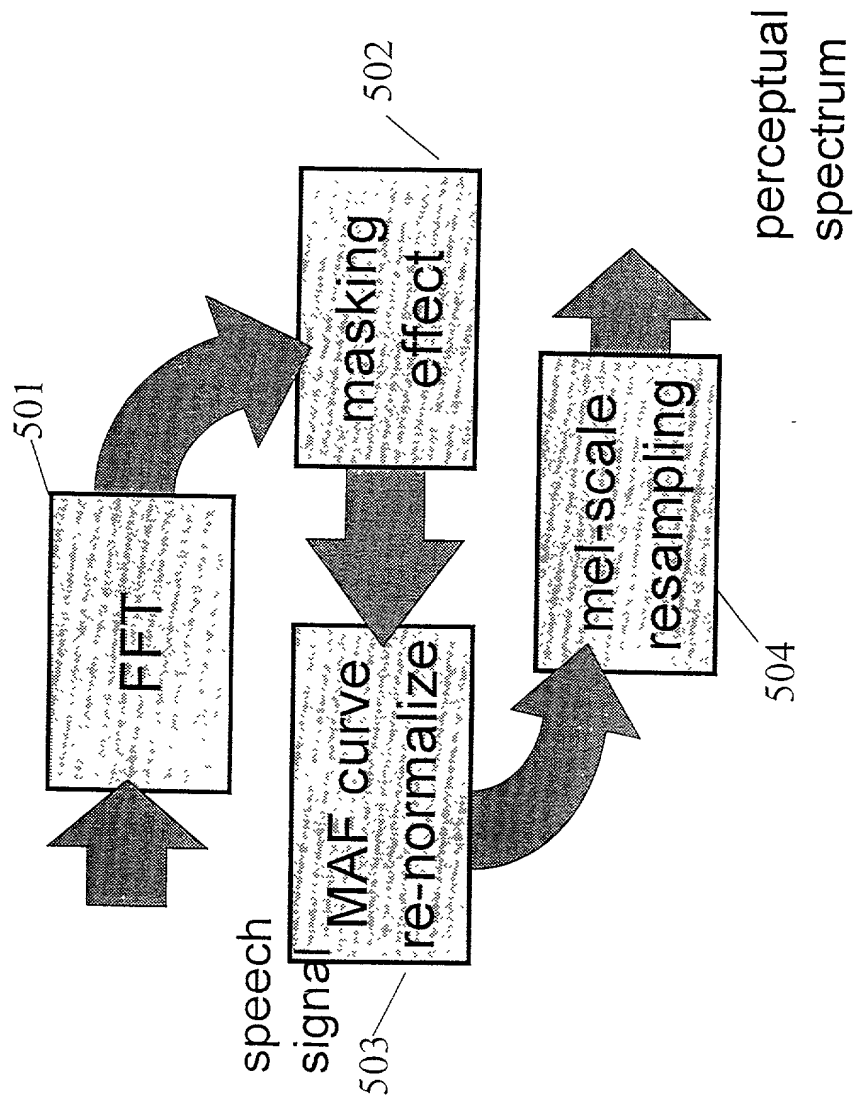 501
FFT
502
masking
effect
speech
signal
503
MAF curve
re-normalize
504
mel-scale
resampling
perceptual
spectrum